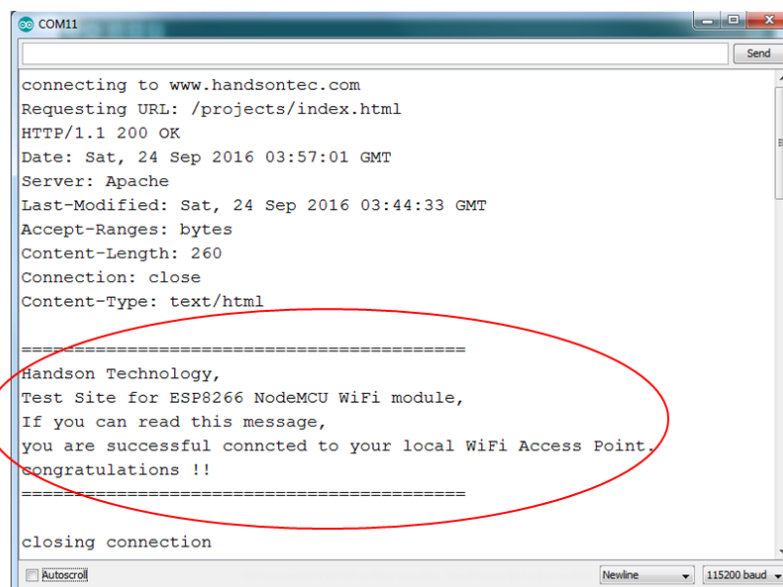 COM11
Send
connecting to www.handsontec.com
Requesting URL: /projects/index.html
HTTP/1.1 200 OK
Date: Sat, 24 Sep 2016 03:57:01 GMT
Server: Apache
Last-Modified: Sat, 24 Sep 2016 03:44:33 GMT
Accept-Ranges: bytes
Content-Length: 260
Connection: close
Content-Type: text/html
==========================================
Handson Technology,
Test Site for ESP8266 NodeMCU WiFi module,
If you can read this message,
you are successful conncted to your local WiFi Access Point.
congratulations !!
==========================================
closing connection
Autoscroll
Newline
115200 baud